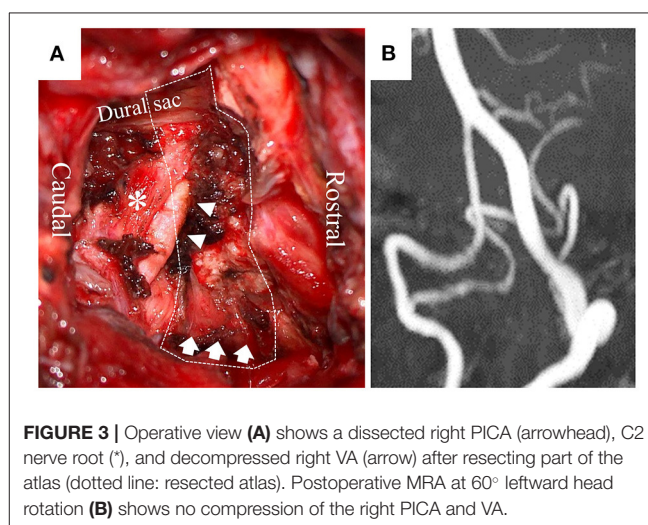 A
B
Dural sac
Caudal
Rostral
*
FIGURE 3 | Operative view (A) shows a dissected right PICA (arrowhead), C2
nerve root (*), and decompressed right VA (arrow) after resecting part of the
atlas (dotted line: resected atlas). Postoperative MRA at 60° leftward head
rotation (B) shows no compression of the right PICA and VA.